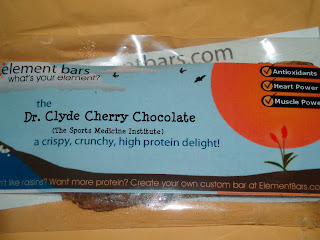 element bars
ntbars.com
what's your element?
Antioxidants
Heart Power
Muscle Power
the
Dr. Clyde Cherry Chocolate
(The Sports Medicine Institute)
a crispy, crunchy, high protein delight!
n't like raisins? Want more protein? Create your own custom bar at ElementBars.com